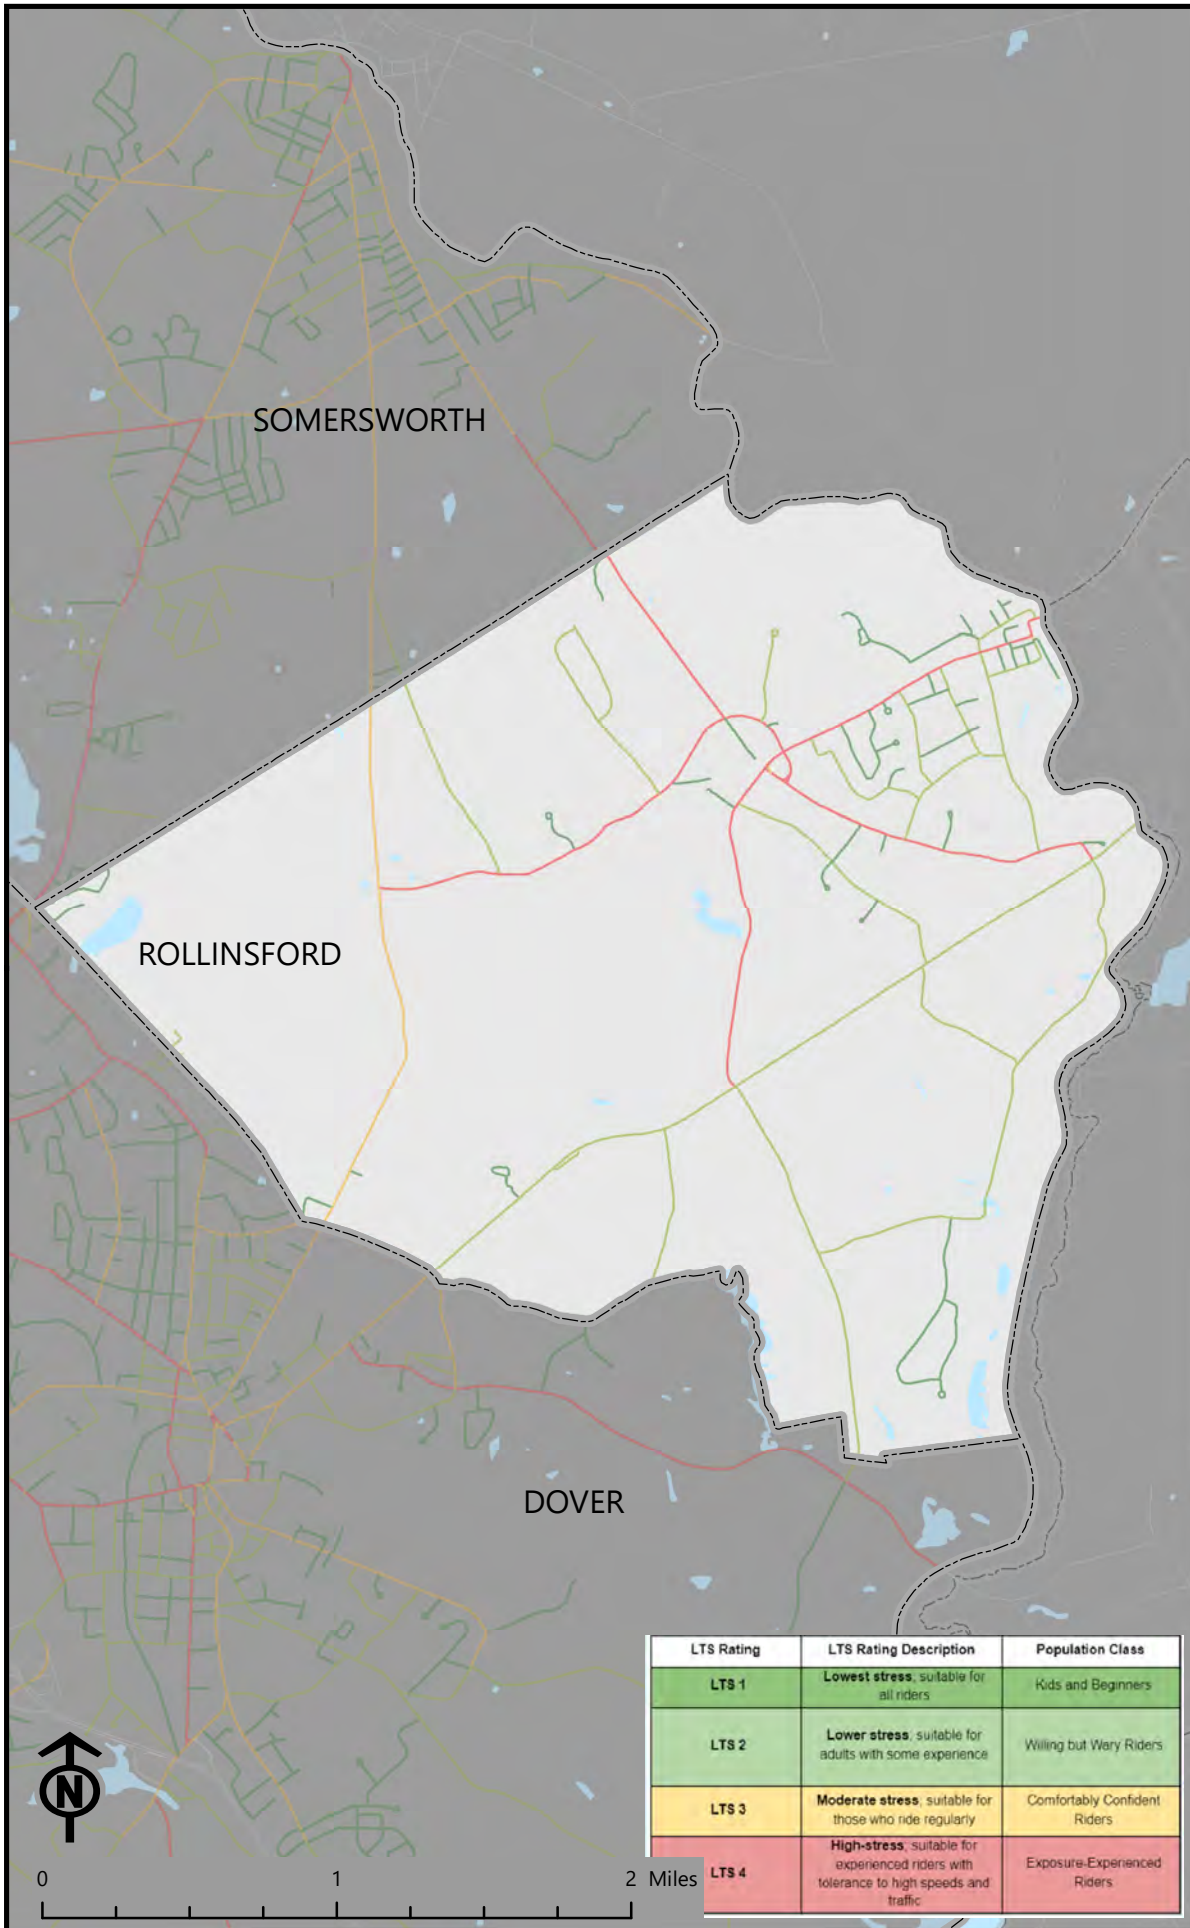 SOMERSWORTH
ROLLINSFORD
DOVER
LTS Rating LTS Rating Description Population Class
LTS 1 Lowest stress, suitable for all riders Kids and Beginners
LTS 2 Lower stress, suitable for adults with some experience Willing but Wary Riders
LTS 3 Moderate stress, suitable for those who ride regularly Comfortably Confident Riders
LTS 4 High-stress, suitable for experienced riders with tolerance to high speeds and traffic Exposure-Experienced Riders
N
0 1 2 Miles